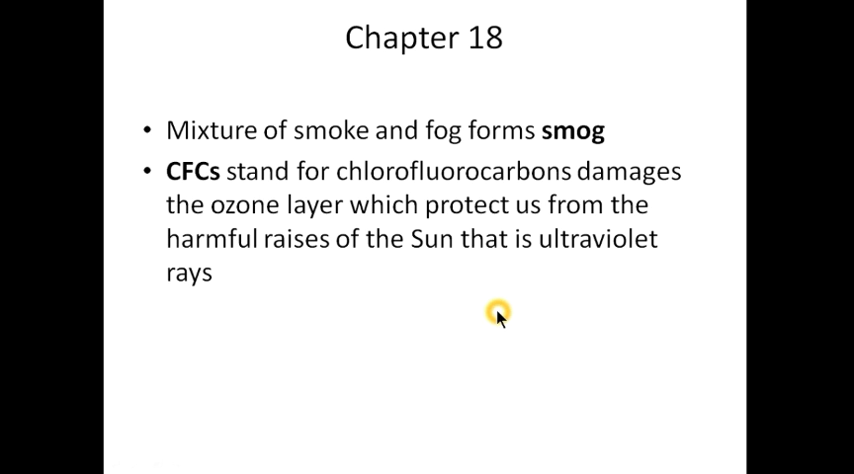 Chapter 18
• Mixture of smoke and fog forms smog
• CFCs stand for chlorofluorocarbons damages
the ozone layer which protect us from the
harmful raises of the Sun that is ultraviolet
rays